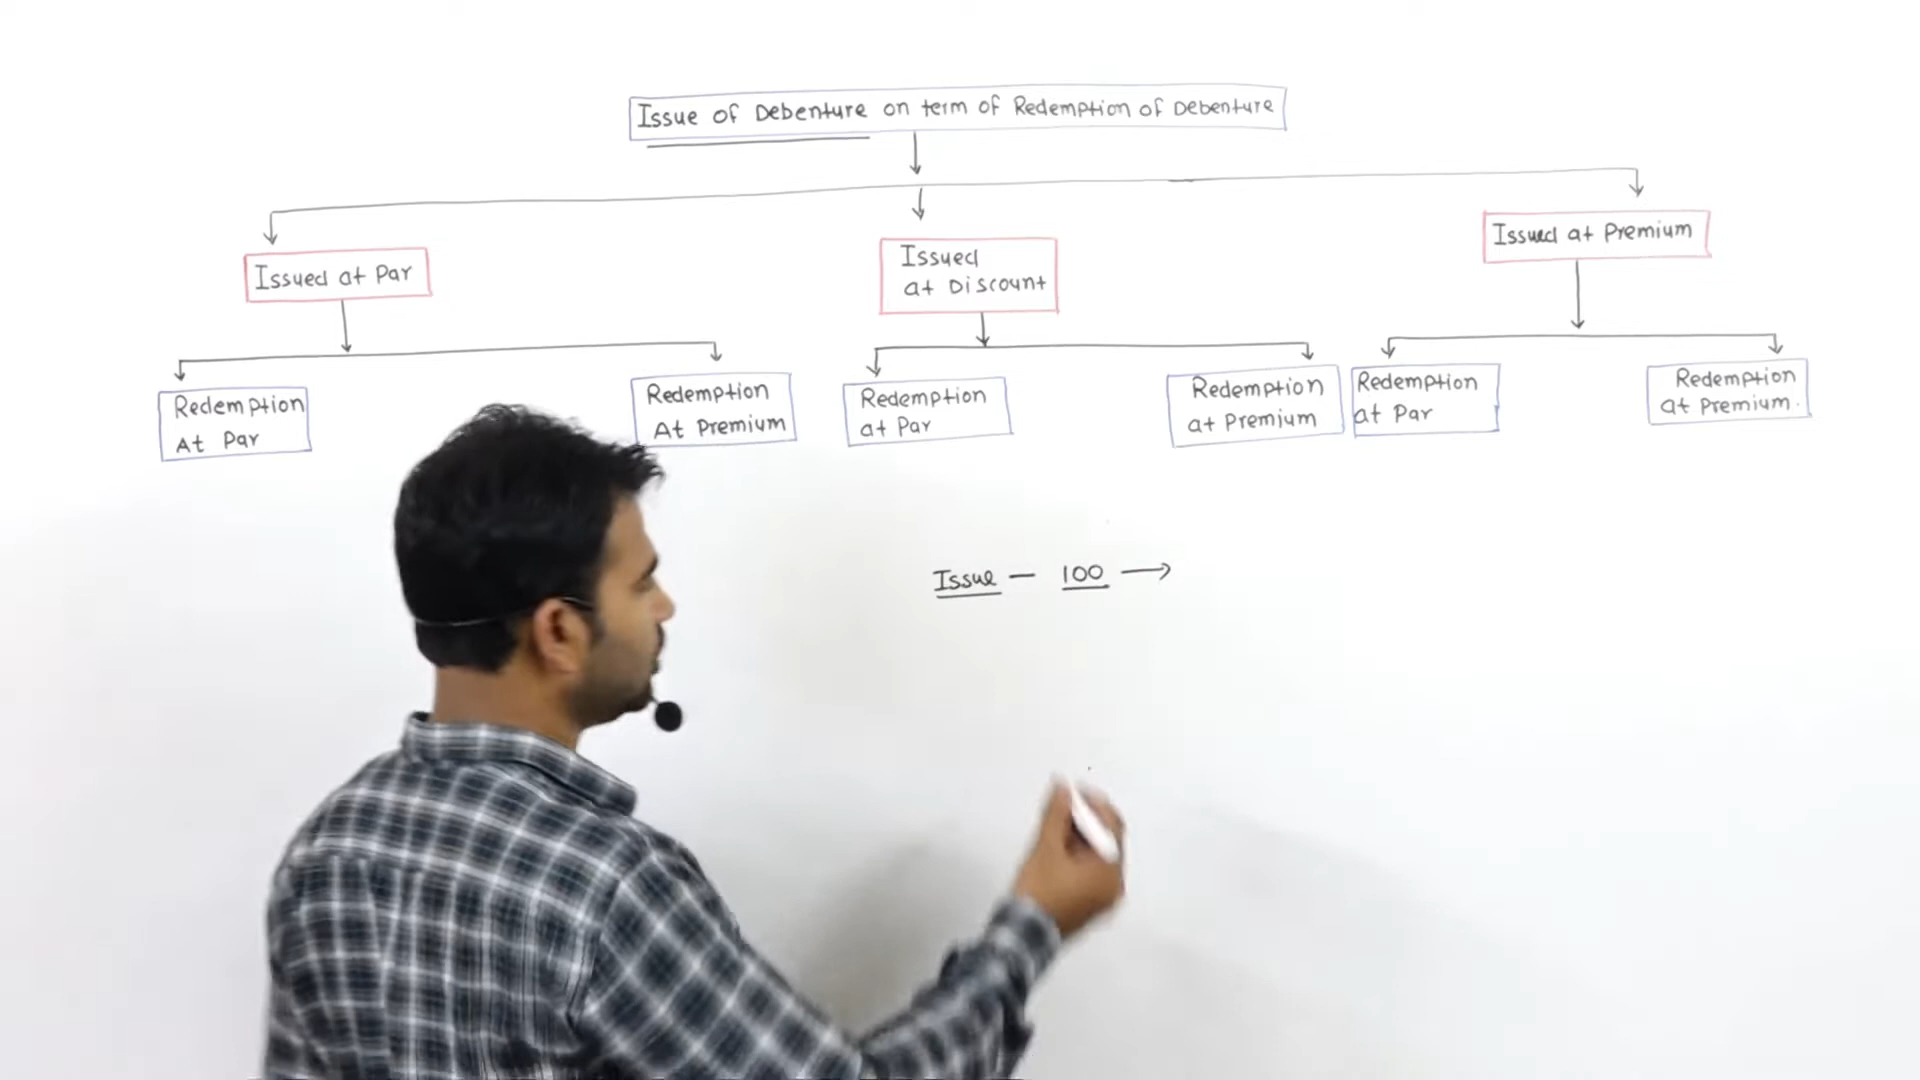 Issue of Debenture on term of Redemption of Debenture
Issued at Par
Issued
at Discount
Issued at Premium
Redemption
At Par
Redemption
At Premium
Redemption
at Par
Redemption
at Premium
Redemption
at Par
Redemption
at Premium.
Issue — 100 →